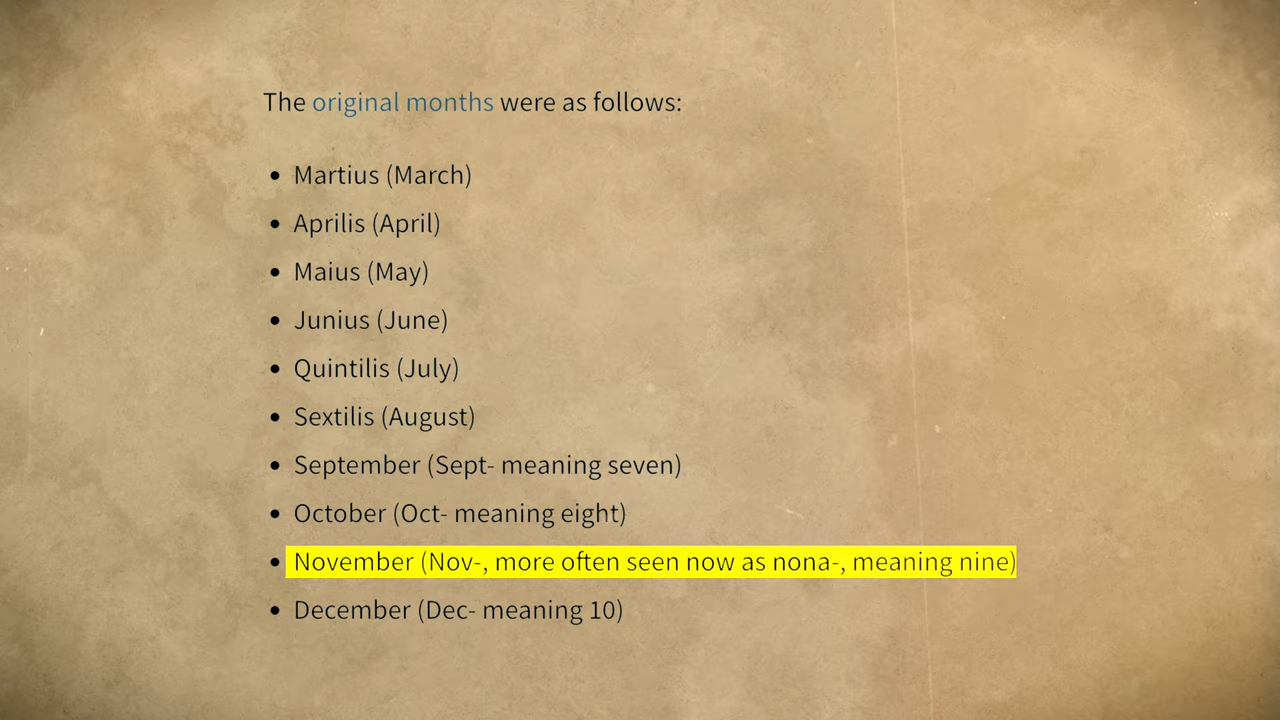 The original months were as follows:
• Martius (March)
• Aprilis (April)
• Maius (May)
• Junius (June)
• Quintilis (July)
• Sextilis (August)
• September (Sept- meaning seven)
• October (Oct- meaning eight)
• November (Nov-, more often seen now as nona-, meaning nine)
• December (Dec- meaning 10)